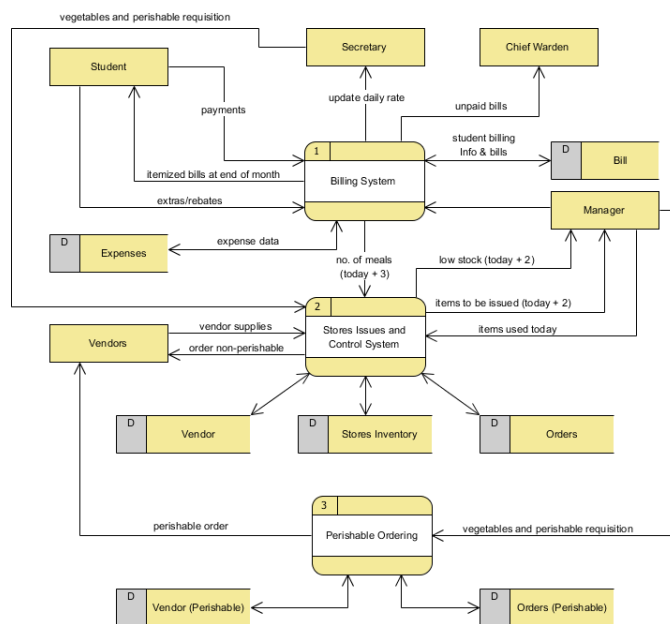 vegetables and perishable requisition
Secretary
Chief Warden
Student
payments
update daily rate
unpaid bills
1
Billing System
student billing
Info & bills
D
Bill
itemized bills at end of month
extras/rebates
Manager
D
Expenses
expense data
no. of meals
(today + 3)
low stock (today + 2)
2
Stores Issues and
Control System
items to be issued (today + 2)
Vendors
vendor supplies
order non-perishable
items used today
D
Vendor
D
Stores Inventory
D
Orders
3
Perishable Ordering
perishable order
vegetables and perishable requisition
D
Vendor (Perishable)
D
Orders (Perishable)